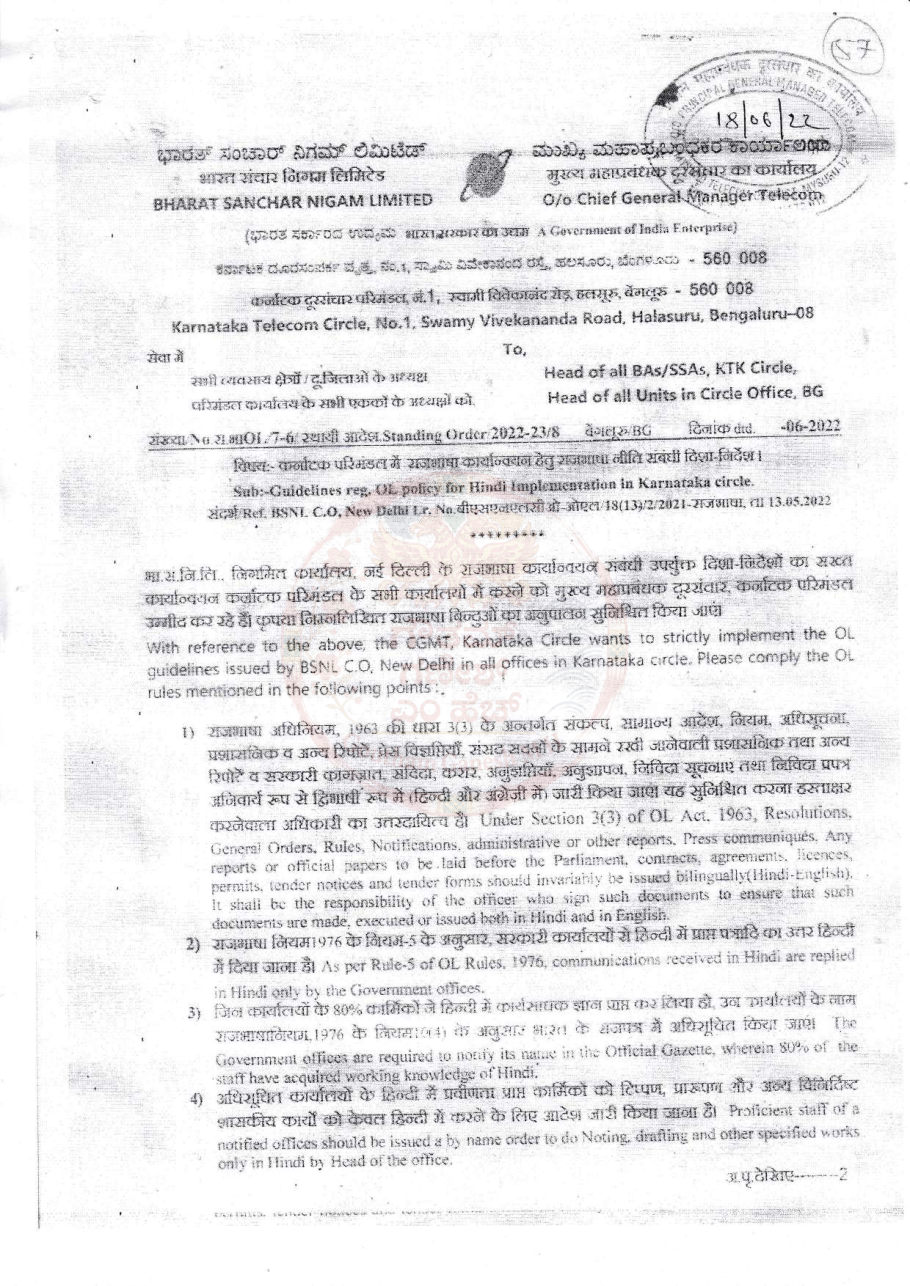 57
18/06/22
ಭಾರತ್ ಸಂಚಾರ್ ನಿಗಮ್ ಲಿಮಿಟೆಡ್ ಮುಖ್ಯ ಮಹಾಪ್ರಬಂಧಕರ ಕಾರ್ಯಾಲಯ
भारत संचार निगम लिमिटेड मुख्य महाप्रबंधक दूरसंचार का कार्यालय
BHARAT SANCHAR NIGAM LIMITED O/o Chief General Manager Telecom
(ಭಾರತ ಸರ್ಕಾರದ ಉದ್ಯಮ भारत सरकार का उद्यम A Government of India Enterprise)
ಕರ್ನಾಟಕ ದೂರಸಂಪರ್ಕ ವೃತ್ತ, ನಂ.1, ಸ್ವಾಮಿ ವಿವೇಕಾನಂದ ರಸ್ತೆ, ಹಲಸೂರು, ಬೆಂಗಳೂರು - 560 008
कर्नाटक दूरसंचार परिमंडल, नं.1, स्वामी विवेकानंद रोड़, हलसूरु, बेंगलूरु - 560 008
Karnataka Telecom Circle, No.1, Swamy Vivekananda Road, Halasuru, Bengaluru–08
सेवा में To,
सभी व्यवसाय क्षेत्रों/दू.जिलाओं के अध्यक्ष Head of all BAs/SSAs, KTK Circle,
परिमंडल कार्यालय के सभी एककों के अध्यक्षों को, Head of all Units in Circle Office, BG
संख्या/No.रा.भा/OL/7-6/ स्थायी आदेश/Standing Order/2022-23/8 बेंगलूरु/BG दिनांक dtd. -06-2022
विषय:- कर्नाटक परिमंडल में राजभाषा कार्यान्वयन हेतु राजभाषा नीति संबंधी दिशा-निर्देश।
Sub:-Guidelines reg. OL policy for Hindi Implementation in Karnataka circle.
संदर्भ/Ref. BSNL C.O, New Delhi Lr. No.बीएसएनएलसीओ-ओएल/18(13)/2/2021-राजभाषा, ता 13.05.2022
*********
भा.सं.नि.लि., निगमित कार्यालय, नई दिल्ली के राजभाषा कार्यान्वयन संबंधी उपर्युक्त दिशा-निर्देशों का सख्त
कार्यान्वयन कर्नाटक परिमंडल के सभी कार्यालयों में करने को मुख्य महाप्रबंधक दूरसंचार, कर्नाटक परिमंडल
उम्मीद कर रहे हैं। कृपया निम्नलिखित राजभाषा बिन्दुओं का अनुपालन सुनिश्चित किया जाएं।
With reference to the above, the CGMT, Karnataka Circle wants to strictly implement the OL
guidelines issued by BSNL C.O, New Delhi in all offices in Karnataka circle. Please comply the OL
rules mentioned in the following points :.
1) राजभाषा अधिनियम, 1963 की धारा 3(3) के अन्तर्गत संकल्प, सामान्य आदेश, नियम, अधिसूचना,
प्रशासनिक व अन्य रिपोर्टे, प्रेस विज्ञप्तियाँ, संसद सदनों के सामने रखी जानेवाली प्रशासनिक तथा अन्य
रिपोर्टे व सरकारी कागज़ात, संविदा, करार, अनुज्ञप्तियाँ, अनुज्ञापन, निविदा सूचनाएं तथा निविदा प्रपत्र
अनिवार्य रूप से द्विभाषी रूप में (हिन्दी और अंग्रेजी में) जारी किया जाएं। यह सुनिश्चित करना हस्ताक्षर
करनेवाला अधिकारी का उत्तरदायित्व है। Under Section 3(3) of OL Act. 1963, Resolutions,
General Orders, Rules, Notifications, administrative or other reports, Press communiqués, Any
reports or official papers to be laid before the Parliament, contracts, agreements, licences,
permits, tender notices and tender forms should invariably be issued bilingually(Hindi-English).
It shall be the responsibility of the officer who sign such documents to ensure that such
documents are made, executed or issued both in Hindi and in English.
2) राजभाषा नियम1976 के नियम-5 के अनुसार, सरकारी कार्यालयों से हिन्दी में प्राप्त पत्रादि का उत्तर हिन्दी
में दिया जाना है। As per Rule-5 of OL Rules, 1976, communications received in Hindi are replied
in Hindi only by the Government offices.
3) जिन कार्यालयों के 80% कार्मिकों ने हिन्दी में कार्यसाधक ज्ञान प्राप्त कर लिया हो, उन कार्यालयों के नाम
राजभाषानियम,1976 के नियम10(4) के अनुसार भारत के राजपत्र में अधिसूचित किया जाएं। The
Government offices are required to notify its name in the Official Gazette, wherein 80% of the
staff have acquired working knowledge of Hindi.
4) अधिसूचित कार्यालयों के हिन्दी में प्रवीणता प्राप्त कार्मिकों को टिप्पण, प्रारूपण और अन्य विनिर्दिष्ट
शासकीय कार्यों को केवल हिन्दी में करने के लिए आदेश जारी किया जाना है। Proficient staff of a
notified offices should be issued a by name order to do Noting, drafting and other specified works
only in Hindi by Head of the office.
अ.पृ.देखिए--------2